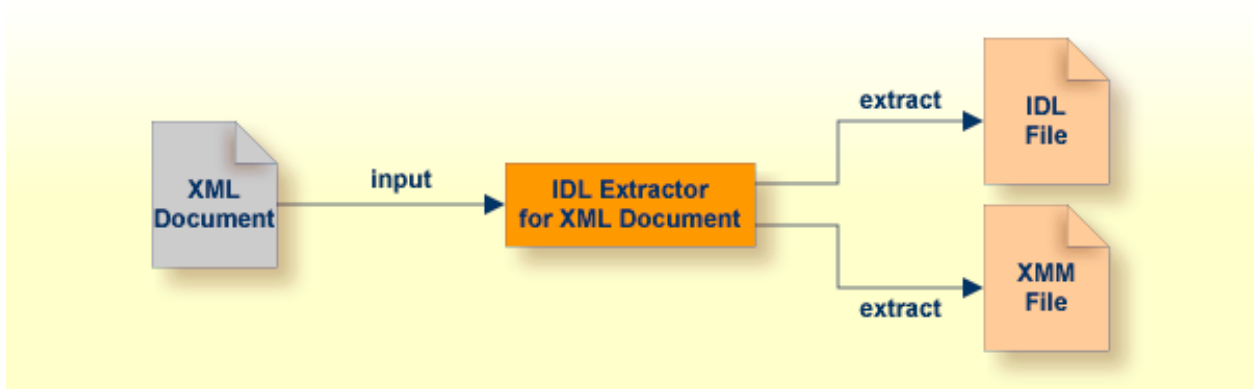 XML
Document
input
IDL Extractor
for XML Document
extract
IDL
File
extract
XMM
File